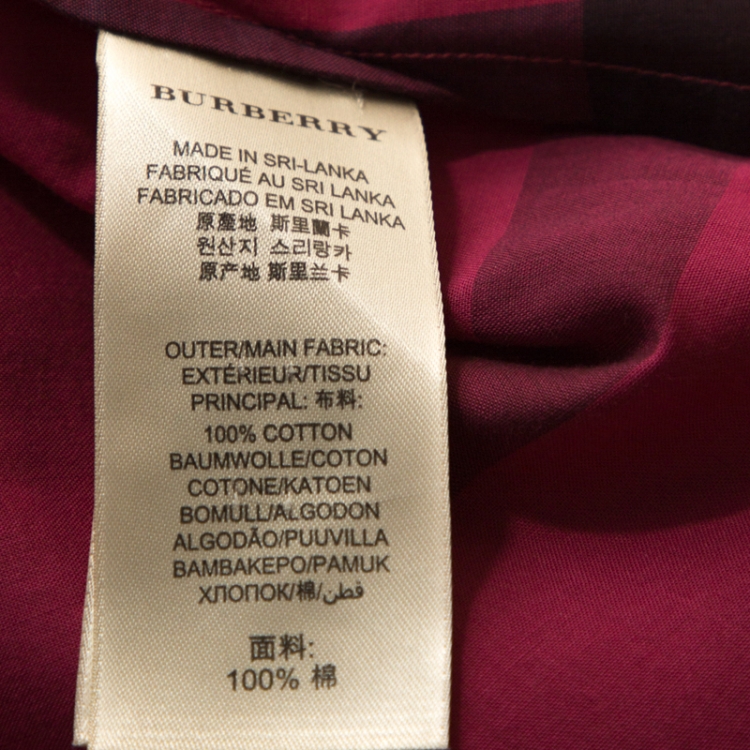 BURBERRY
MADE IN SRI-LANKA
FABRIQUÉ AU SRI LANKA
FABRICADO EM SRI LANKA
原產地 斯里蘭卡
원산지 스리랑카
原产地 斯里兰卡
OUTER/MAIN FABRIC:
EXTÉRIEUR/TISSU
PRINCIPAL: 布料:
100% COTTON
BAUMWOLLE/COTON
COTONE/KATOEN
BOMULL/ALGODON
ALGODÃO/PUUVILLA
BAMBAKEPO/PAMUK
ХЛОПОК/棉/قطن
面料:
100% 棉